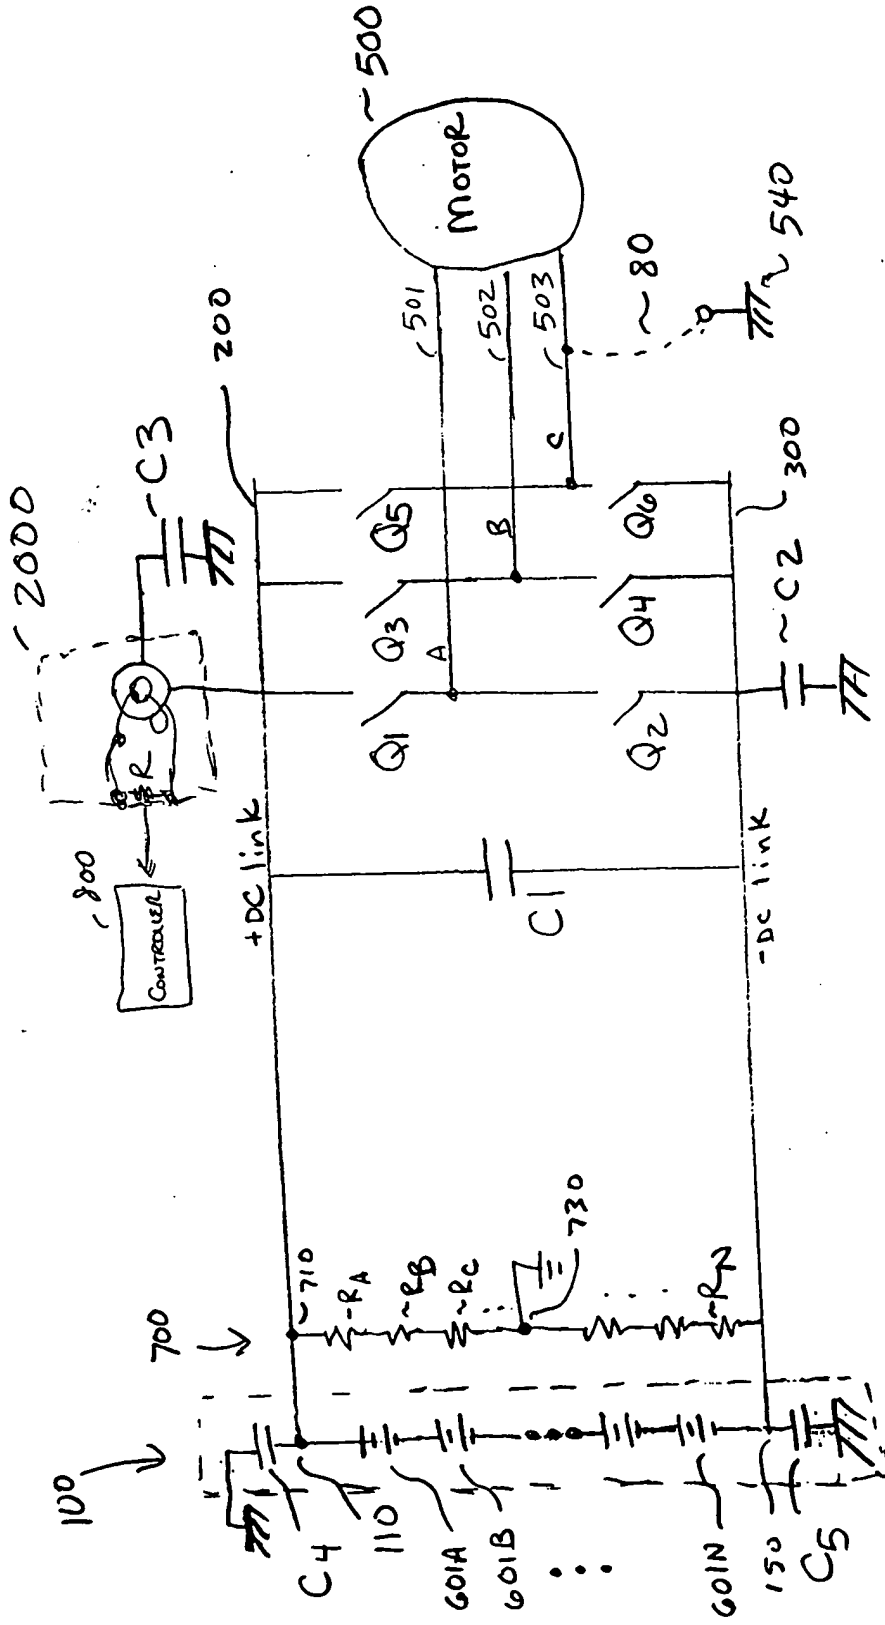 2000
C3
200
~500
MOTOR
501
502
503
~80
540
800
CONTROLLER
R
+DC link
Q1
Q3
Q5
A
B
C
Q2
Q4
Q6
C1
-DC link
~C2
300
100
700
~710
~RA
~RB
~RC
730
~RN
C4
110
601A
601B
601N
150
C5